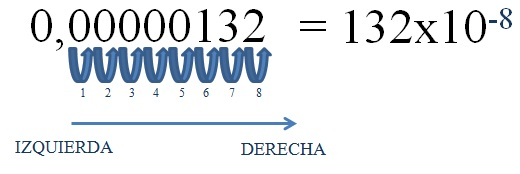 0,00000132 = 132x10-8
1 2 3 4 5 6 7 8
IZQUIERDA DERECHA